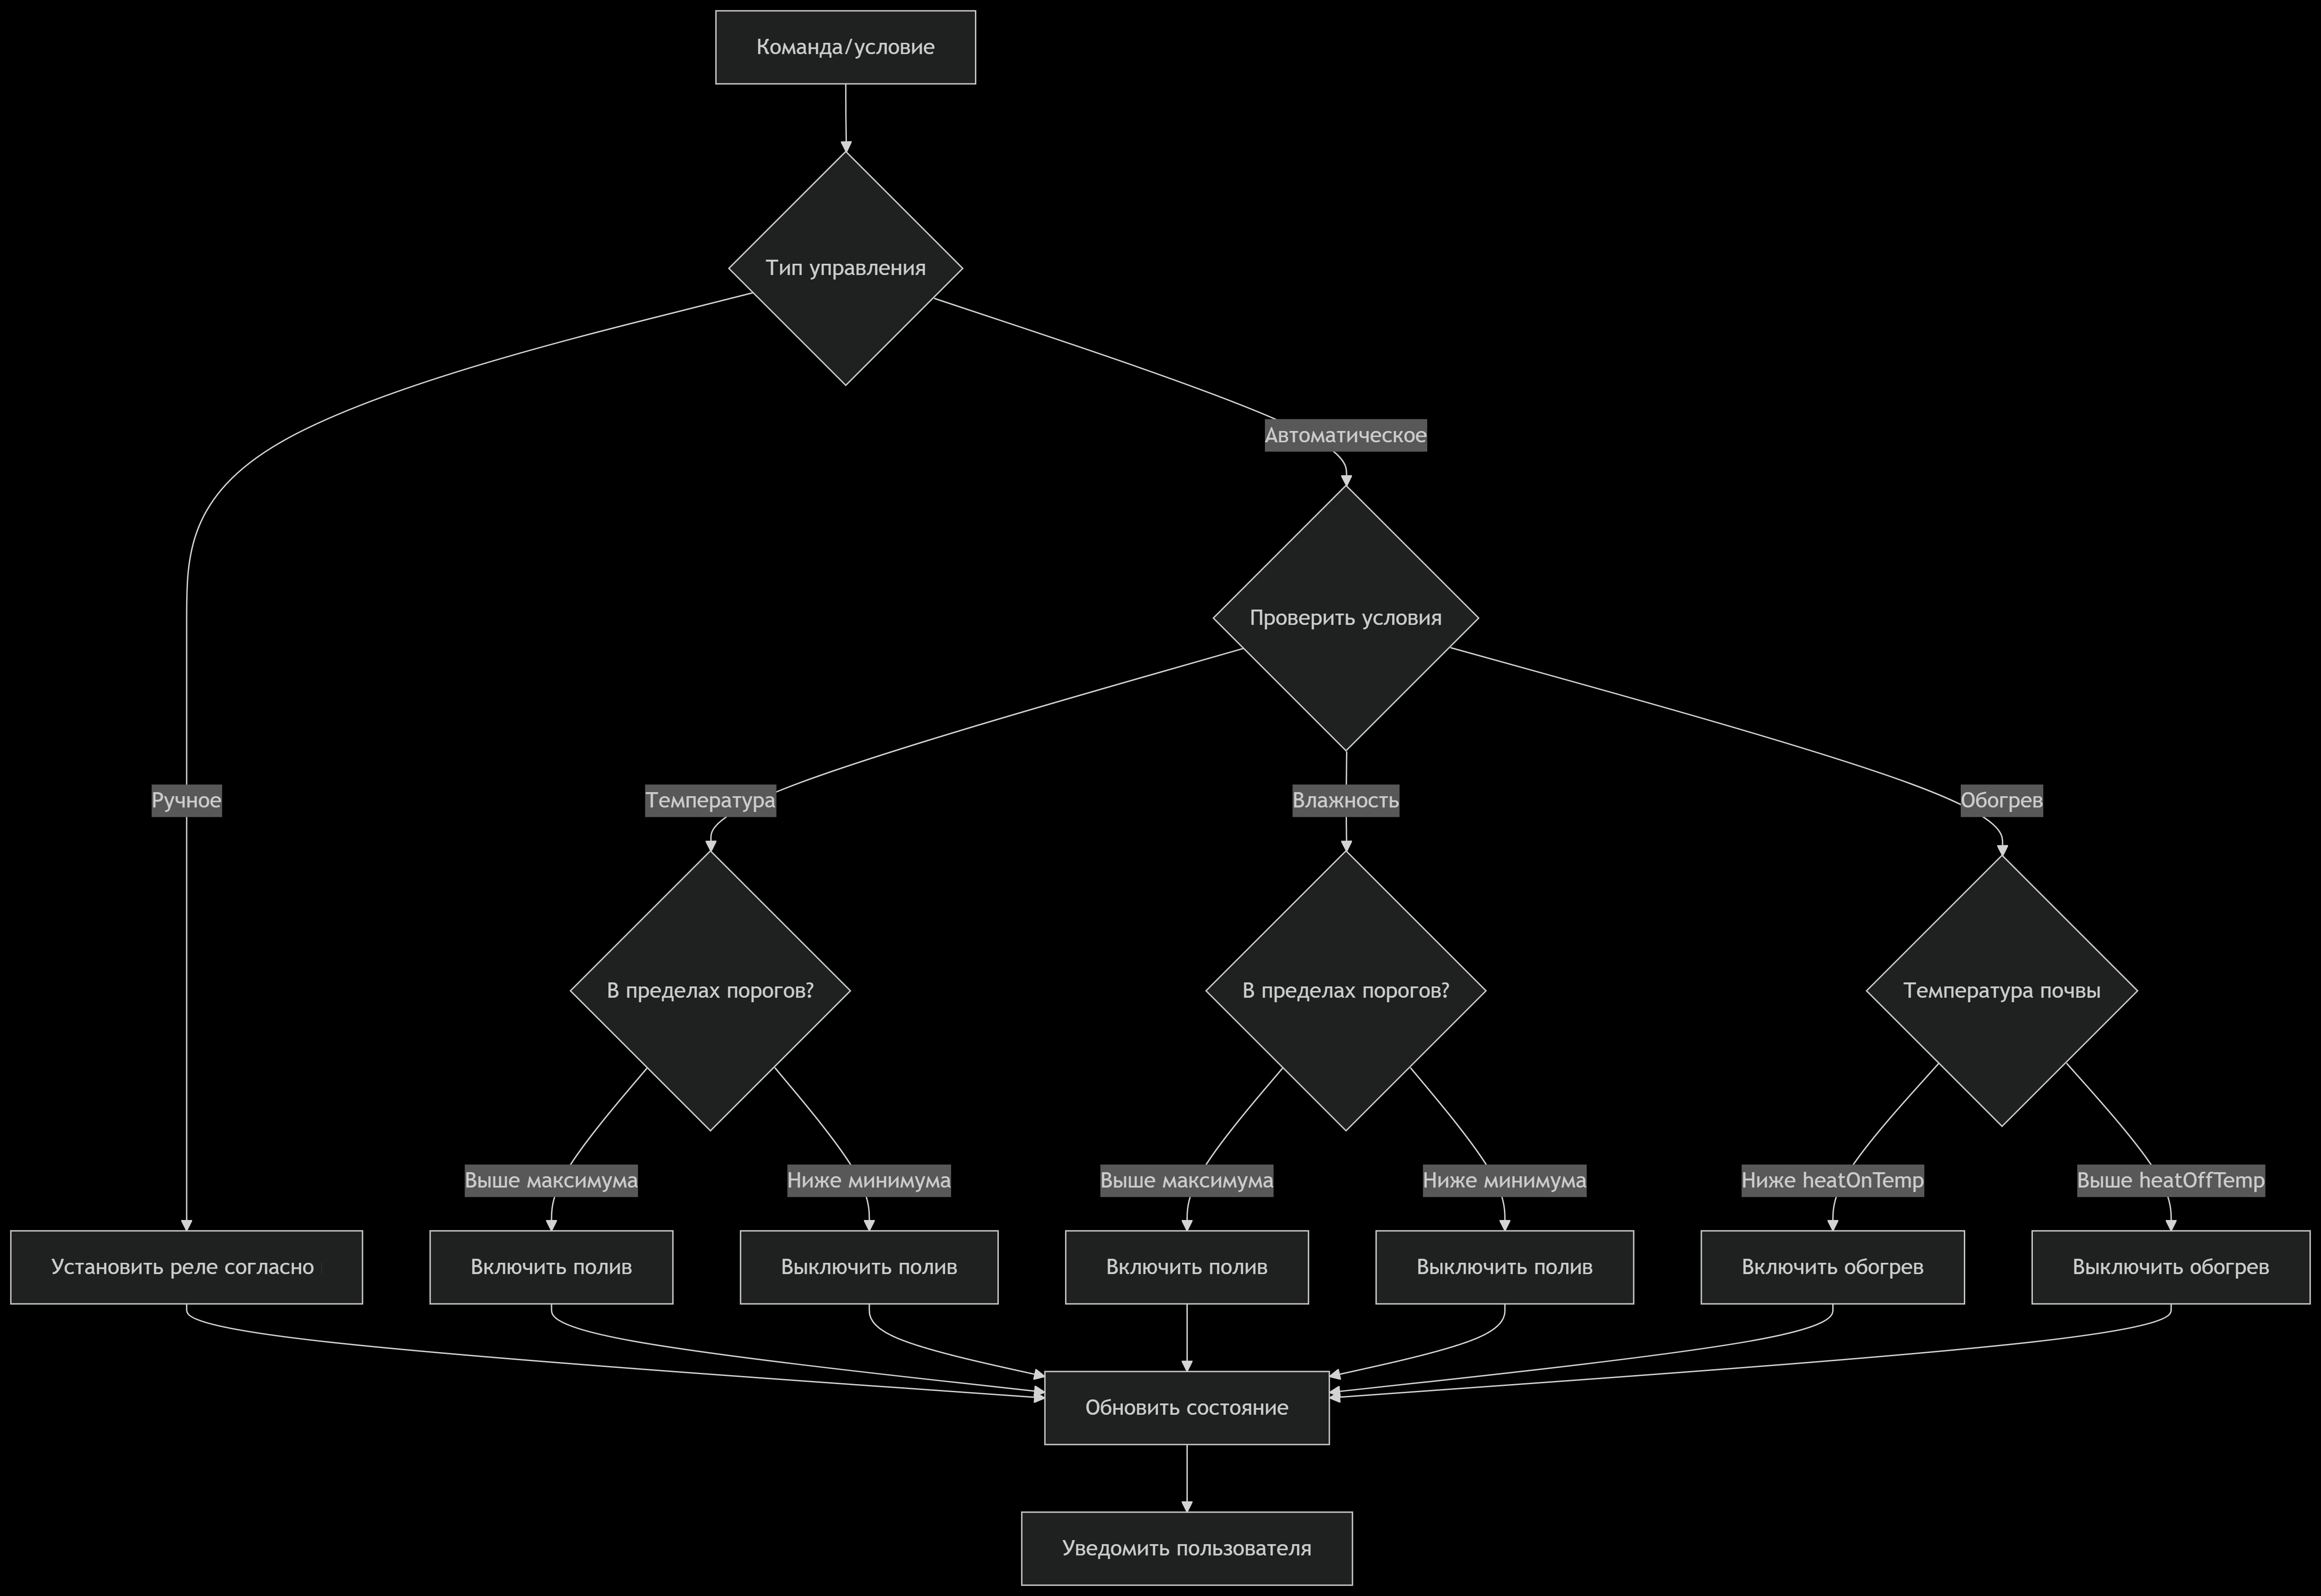 Команда/условие
Тип управления
Автоматическое
Проверить условия
Ручное
Температура
Влажность
Обогрев
В пределах порогов?
В пределах порогов?
Температура почвы
Выше максимума
Ниже минимума
Выше максимума
Ниже минимума
Ниже heatOnTemp
Выше heatOffTemp
Установить реле согласно
Включить полив
Выключить полив
Включить полив
Выключить полив
Включить обогрев
Выключить обогрев
Обновить состояние
Уведомить пользователя